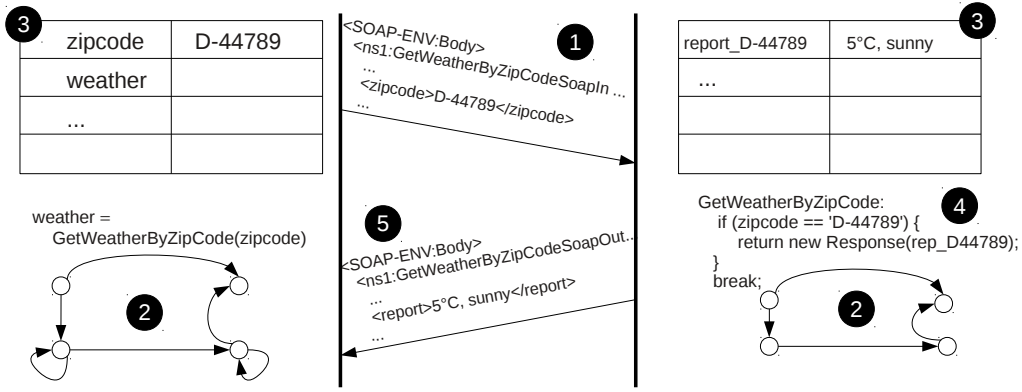 3
zipcode D-44789
weather
...
weather =
GetWeatherByZipCode(zipcode)
2
1
<SOAP-ENV:Body>
<ns1:GetWeatherByZipCodeSoapIn ...
...
<zipcode>D-44789</zipcode>
...
5
<SOAP-ENV:Body>
<ns1:GetWeatherByZipCodeSoapOut...
...
<report>5°C, sunny</report>
...
3
report_D-44789 5°C, sunny
...
4
GetWeatherByZipCode:
if (zipcode == 'D-44789') {
return new Response(rep_D44789);
}
break;
2